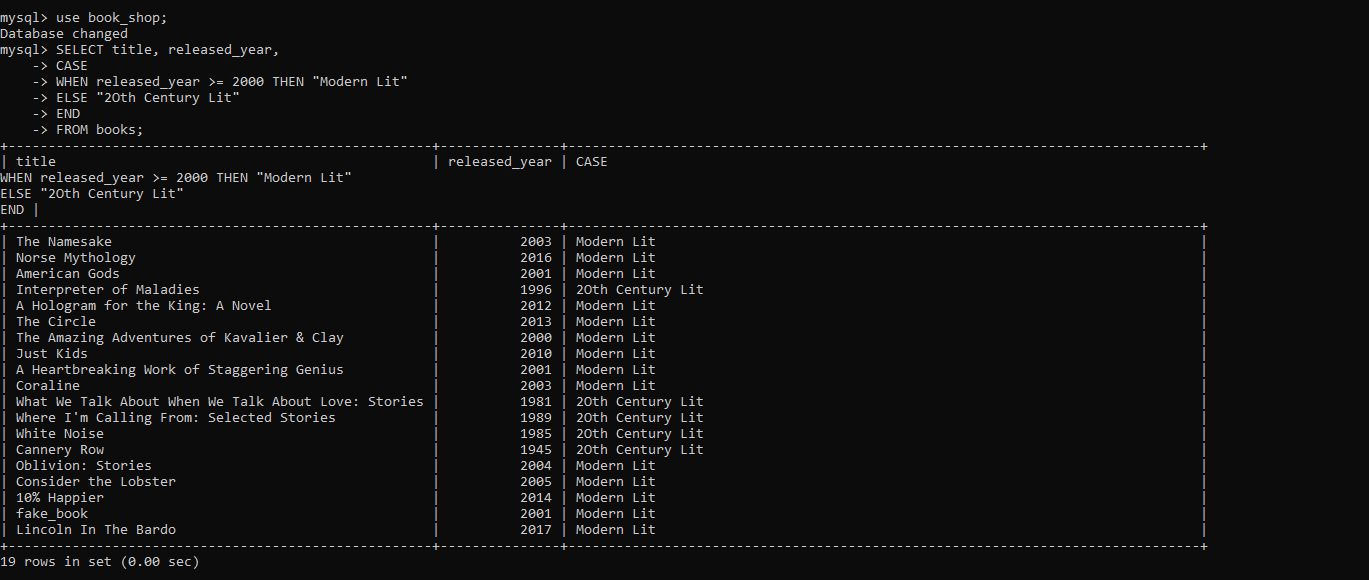 mysql> use book_shop;
Database changed
mysql> SELECT title, released_year,
    -> CASE
    -> WHEN released_year >= 2000 THEN "Modern Lit"
    -> ELSE "2Oth Century Lit"
    -> END
    -> FROM books;
+-----------------------------------------------------+---------------+-------------------------------------------------------------------------------+
| title                                               | released_year | CASE
WHEN released_year >= 2000 THEN "Modern Lit"
ELSE "2Oth Century Lit"
END |
+-----------------------------------------------------+---------------+-------------------------------------------------------------------------------+
| The Namesake                                        |          2003 | Modern Lit                                                                    |
| Norse Mythology                                     |          2016 | Modern Lit                                                                    |
| American Gods                                       |          2001 | Modern Lit                                                                    |
| Interpreter of Maladies                             |          1996 | 2Oth Century Lit                                                              |
| A Hologram for the King: A Novel                    |          2012 | Modern Lit                                                                    |
| The Circle                                          |          2013 | Modern Lit                                                                    |
| The Amazing Adventures of Kavalier & Clay           |          2000 | Modern Lit                                                                    |
| Just Kids                                           |          2010 | Modern Lit                                                                    |
| A Heartbreaking Work of Staggering Genius           |          2001 | Modern Lit                                                                    |
| Coraline                                            |          2003 | Modern Lit                                                                    |
| What We Talk About When We Talk About Love: Stories |          1981 | 2Oth Century Lit                                                              |
| Where I'm Calling From: Selected Stories            |          1989 | 2Oth Century Lit                                                              |
| White Noise                                         |          1985 | 2Oth Century Lit                                                              |
| Cannery Row                                         |          1945 | 2Oth Century Lit                                                              |
| Oblivion: Stories                                   |          2004 | Modern Lit                                                                    |
| Consider the Lobster                                |          2005 | Modern Lit                                                                    |
| 10% Happier                                         |          2014 | Modern Lit                                                                    |
| fake_book                                           |          2001 | Modern Lit                                                                    |
| Lincoln In The Bardo                                |          2017 | Modern Lit                                                                    |
+-----------------------------------------------------+---------------+-------------------------------------------------------------------------------+
19 rows in set (0.00 sec)